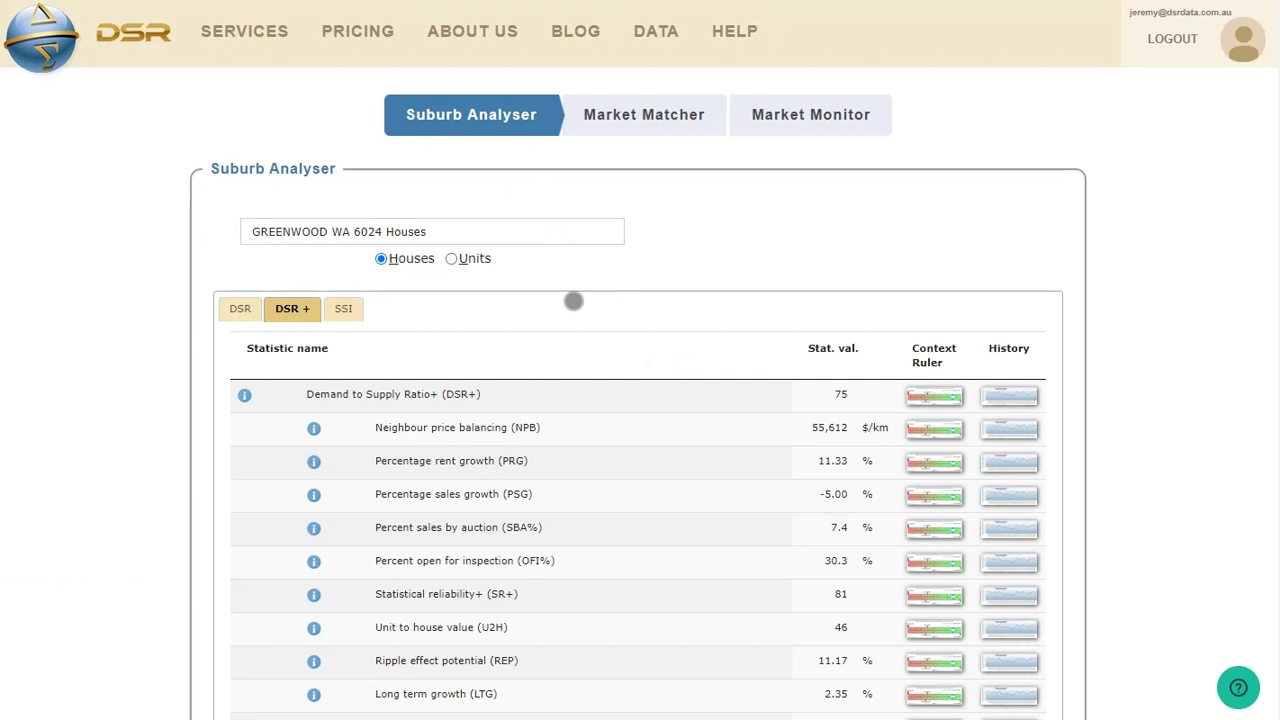 jeremy@dsrdata.com.au
DSR SERVICES PRICING ABOUT US BLOG DATA HELP LOGOUT
Suburb Analyser Market Matcher Market Monitor
Suburb Analyser
GREENWOOD WA 6024 Houses
Houses Units
DSR DSR + SSI
Statistic name Stat. val. Context Ruler History
Demand to Supply Ratio+ (DSR+) 75
Neighbour price balancing (NPB) 55,612 $/km
Percentage rent growth (PRG) 11.33 %
Percentage sales growth (PSG) -5.00 %
Percent sales by auction (SBA%) 7.4 %
Percent open for inspection (OFI%) 30.3 %
Statistical reliability+ (SR+) 81
Unit to house value (U2H) 46
Ripple effect potential (REP) 11.17 %
Long term growth (LTG) 2.35 %